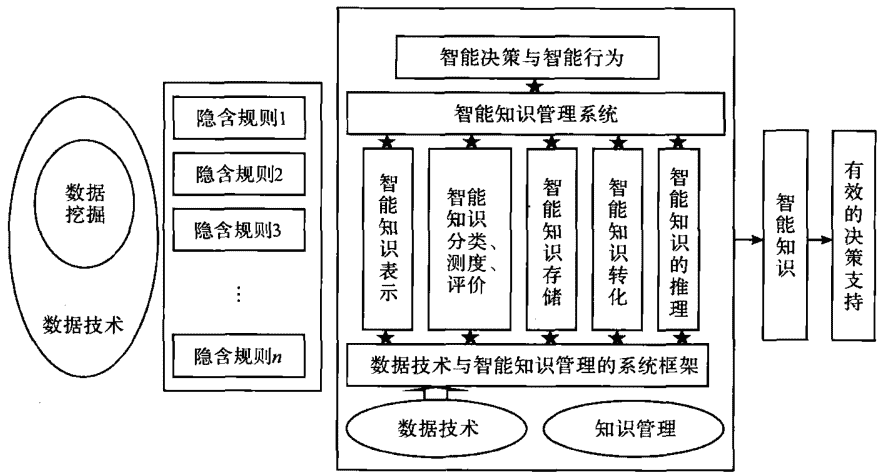 数据
挖掘
数据技术
隐含规则1
隐含规则2
隐含规则3
⋮
隐含规则n
智能决策与智能行为
智能知识管理系统
智能知识表示
智能
知识
分类、
测度、
评价
智能知识存储
智能知识转化
智能知识的推理
数据技术与智能知识管理的系统框架
数据技术
知识管理
智能知识
有效的决策支持